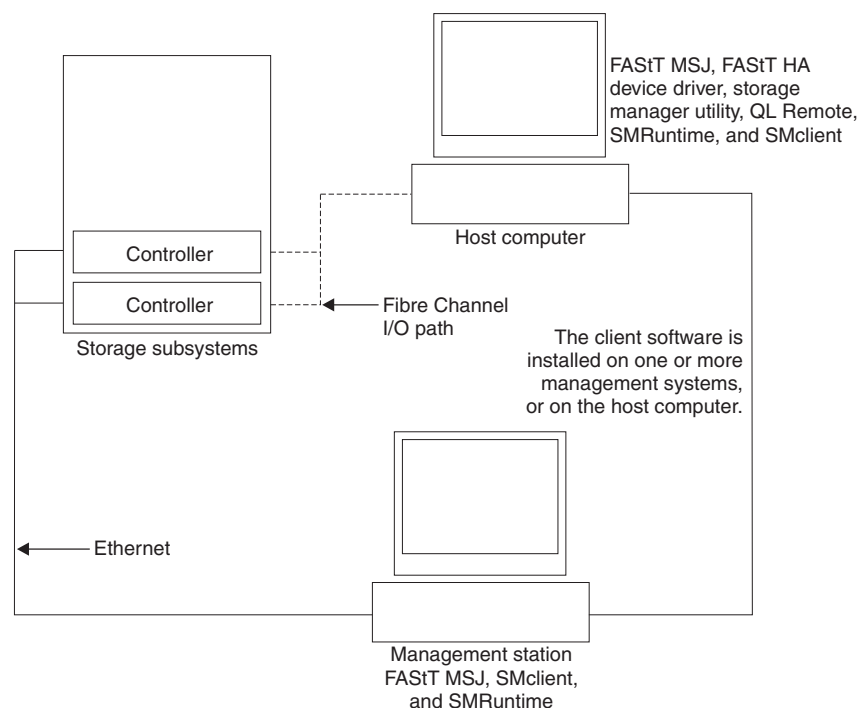 FAStT MSJ, FAStT HA
device driver, storage
manager utility, QL Remote,
SMRuntime, and SMclient
Host computer
Controller
Controller
Storage subsystems
Fibre Channel
I/O path
The client software is
installed on one or more
management systems,
or on the host computer.
Ethernet
Management station
FAStT MSJ, SMclient,
and SMRuntime